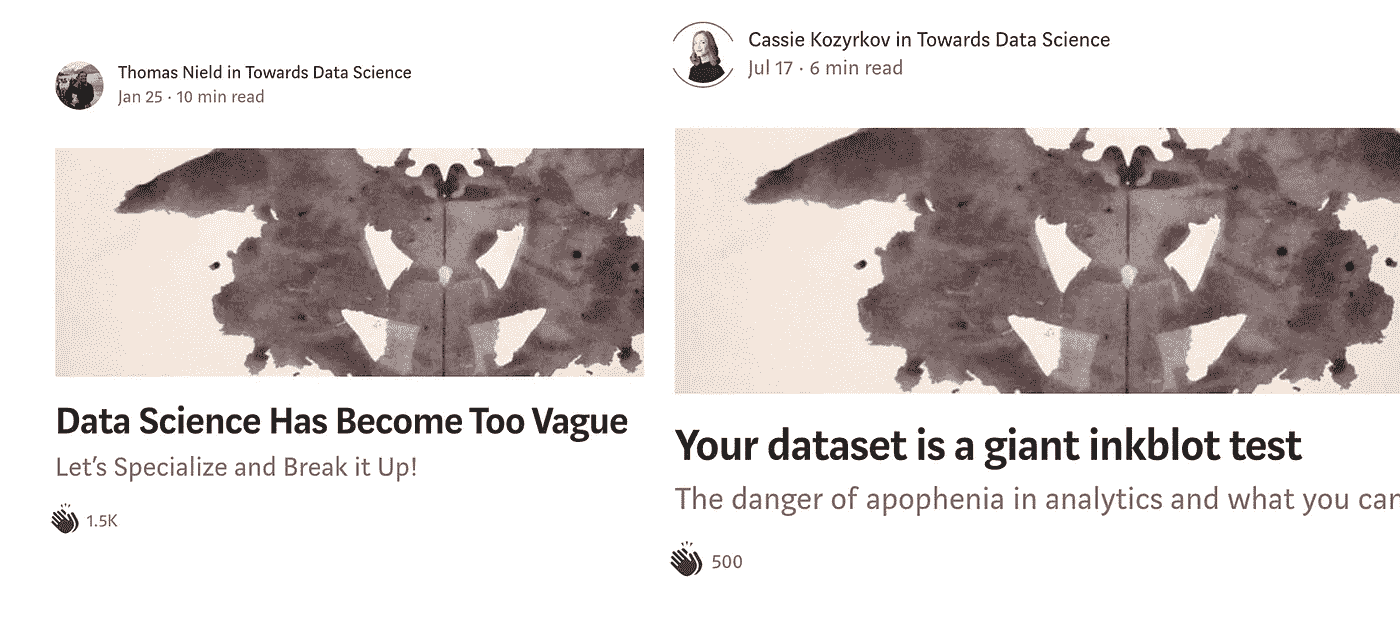 Thomas Nield in Towards Data Science
Jan 25 · 10 min read
Data Science Has Become Too Vague
Let's Specialize and Break it Up!
1.5K
Cassie Kozyrkov in Towards Data Science
Jul 17 · 6 min read
Your dataset is a giant inkblot test
The danger of apophenia in analytics and what you can
500